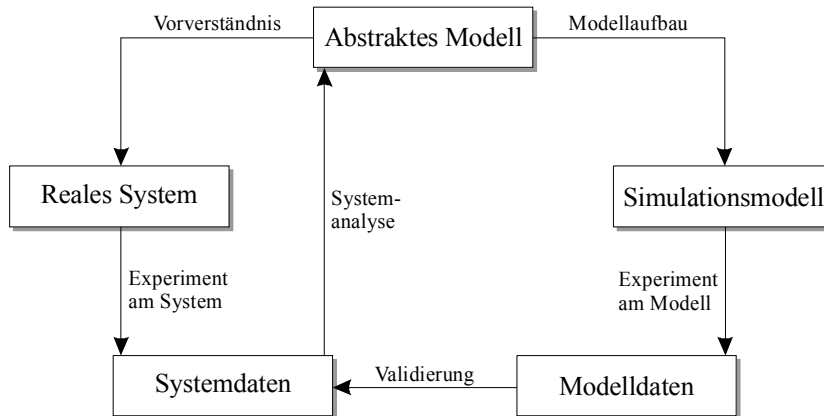 Vorverständnis
Abstraktes Modell
Modellaufbau
Reales System
System-
analyse
Simulationsmodell
Experiment
am System
Experiment
am Modell
Systemdaten
Validierung
Modelldaten